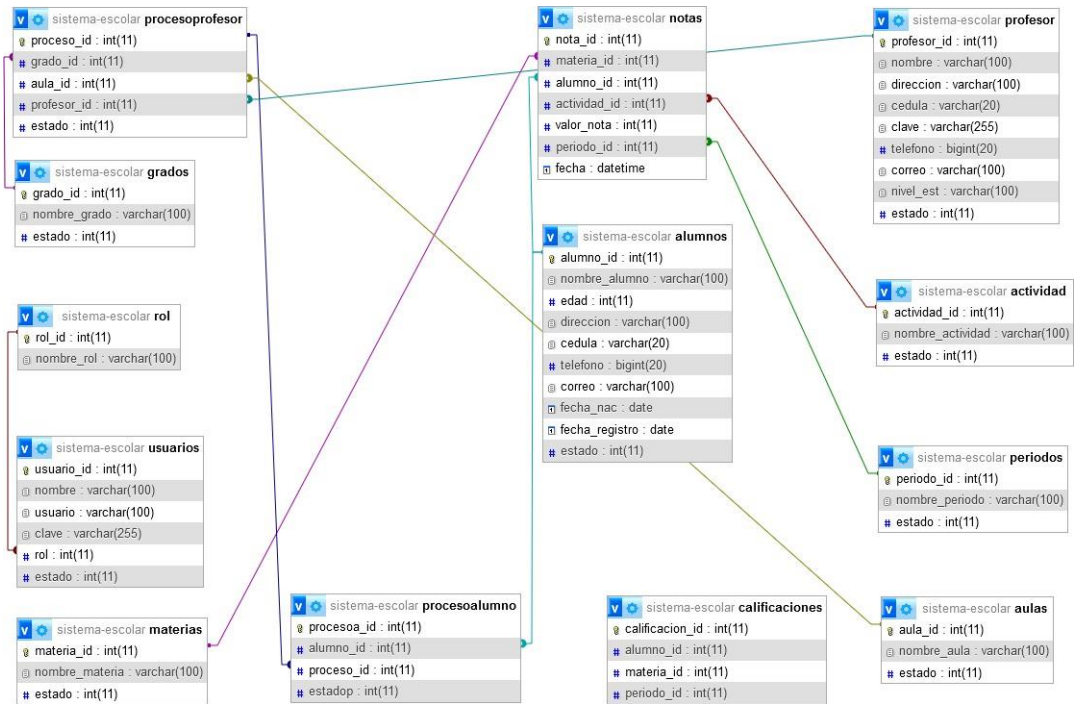 sistema-escolar procesoprofesor
proceso_id : int(11)
grado_id : int(11)
aula_id : int(11)
profesor_id : int(11)
estado : int(11)
sistema-escolar grados
grado_id : int(11)
nombre_grado : varchar(100)
estado : int(11)
sistema-escolar rol
rol_id : int(11)
nombre_rol : varchar(100)
sistema-escolar usuarios
usuario_id : int(11)
nombre : varchar(100)
usuario : varchar(100)
clave : varchar(255)
rol : int(11)
estado : int(11)
sistema-escolar materias
materia_id : int(11)
nombre_materia : varchar(100)
estado : int(11)
sistema-escolar procesoalumno
procesoa_id : int(11)
alumno_id : int(11)
proceso_id : int(11)
estadop : int(11)
sistema-escolar notas
nota_id : int(11)
materia_id : int(11)
alumno_id : int(11)
actividad_id : int(11)
valor_nota : int(11)
periodo_id : int(11)
fecha : datetime
sistema-escolar alumnos
alumno_id : int(11)
nombre_alumno : varchar(100)
edad : int(11)
direccion : varchar(100)
cedula : varchar(20)
telefono : bigint(20)
correo : varchar(100)
fecha_nac : date
fecha_registro : date
estado : int(11)
sistema-escolar calificaciones
calificacion_id : int(11)
alumno_id : int(11)
materia_id : int(11)
periodo_id : int(11)
sistema-escolar profesor
profesor_id : int(11)
nombre : varchar(100)
direccion : varchar(100)
cedula : varchar(20)
clave : varchar(255)
telefono : bigint(20)
correo : varchar(100)
nivel_est : varchar(100)
estado : int(11)
sistema-escolar actividad
actividad_id : int(11)
nombre_actividad : varchar(100)
estado : int(11)
sistema-escolar periodos
periodo_id : int(11)
nombre_periodo : varchar(100)
estado : int(11)
sistema-escolar aulas
aula_id : int(11)
nombre_aula : varchar(100)
estado : int(11)